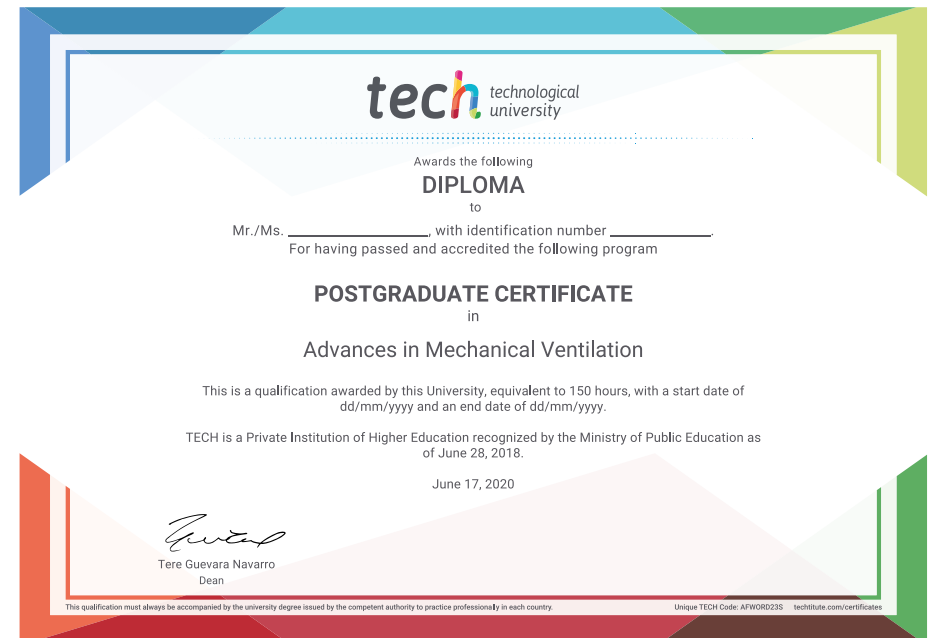 tech technological
university
Awards the following
DIPLOMA
to
Mr./Ms. ____________, with identification number _________.
For having passed and accredited the following program
POSTGRADUATE CERTIFICATE
in
Advances in Mechanical Ventilation
This is a qualification awarded by this University, equivalent to 150 hours, with a start date of
dd/mm/yyyy and an end date of dd/mm/yyyy.
TECH is a Private Institution of Higher Education recognized by the Ministry of Public Education as
of June 28, 2018.
June 17, 2020
Tere Guevara Navarro
Dean
This qualification must always be accompanied by the university degree issued by the competent authority to practice professionally in each country. Unique TECH Code: AFWORD23S techtitute.com/certificates